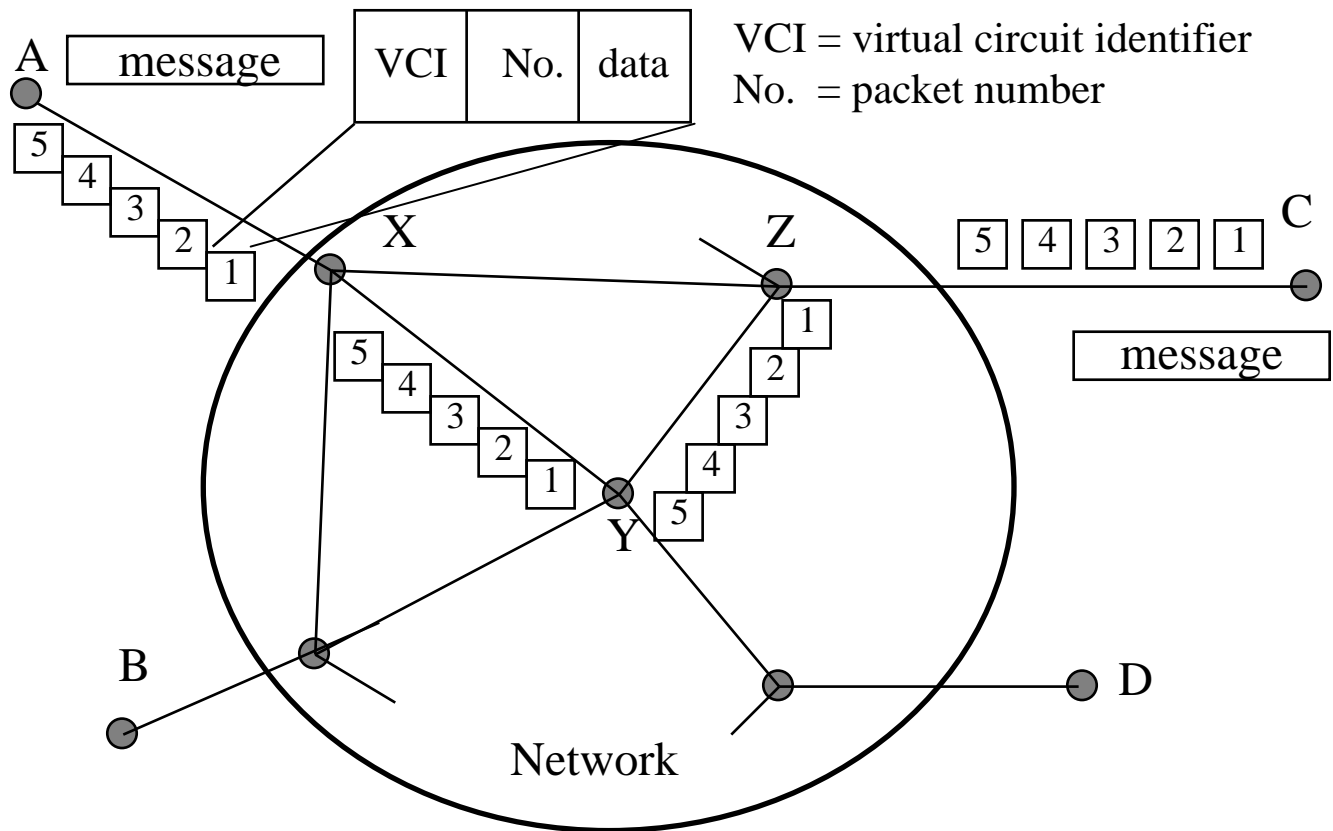 A
message
VCI No. data
VCI = virtual circuit identifier
No. = packet number
5
4
3
2
1
X
Z
5 4 3 2 1
C
message
5
4
3
2
1
1
2
3
4
5
Y
B
D
Network